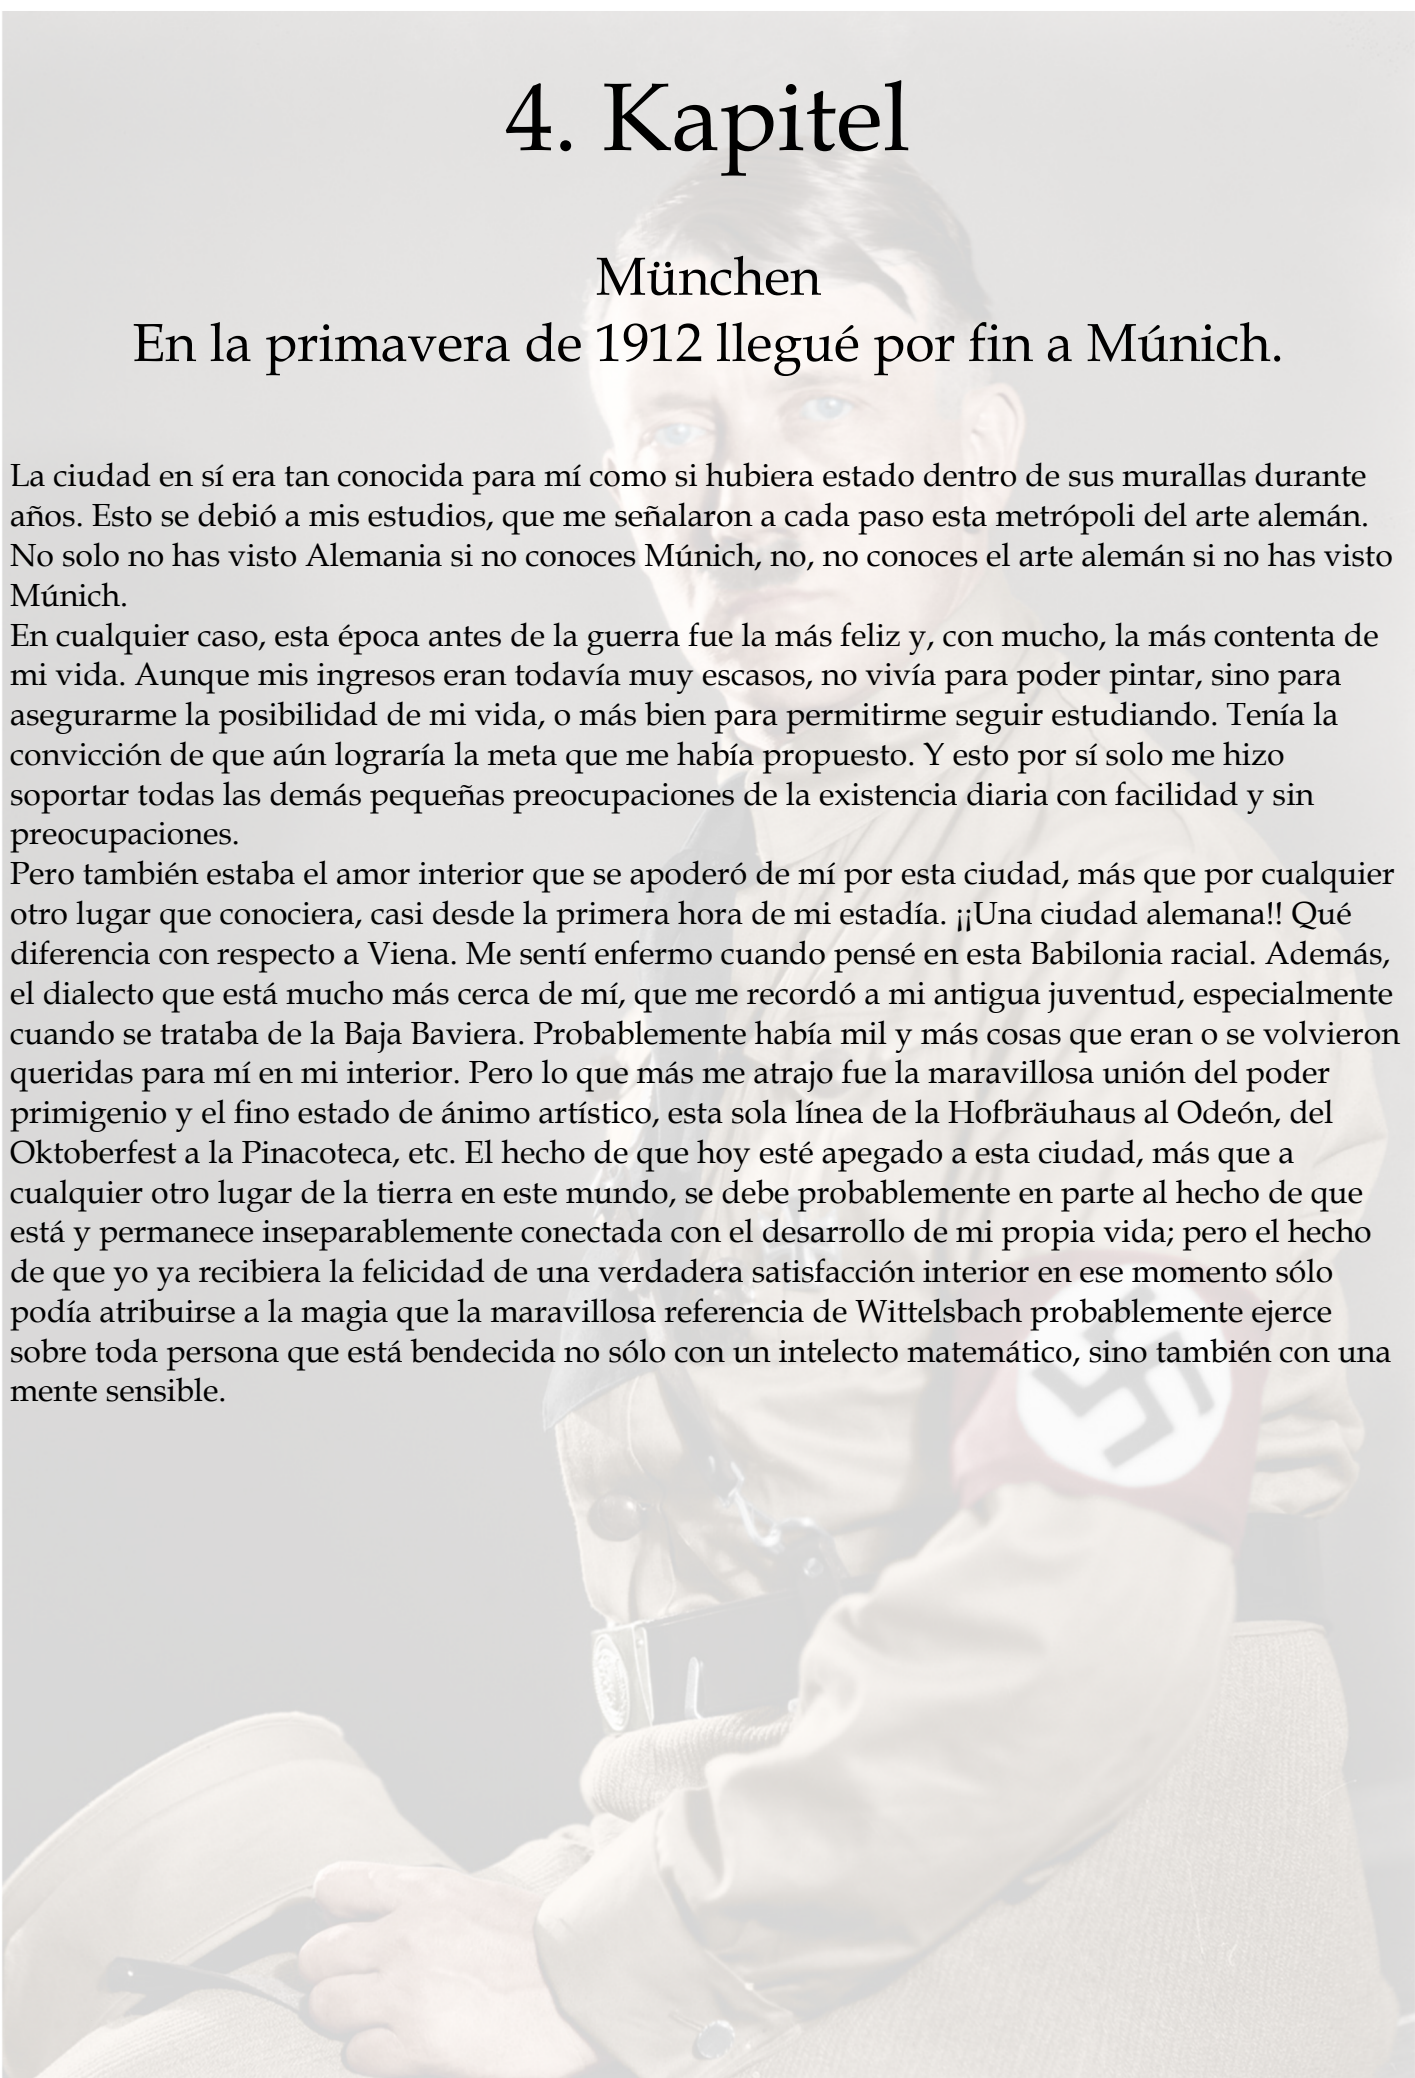 4. Kapitel
München
En la primavera de 1912 llegué por fin a Múnich.
La ciudad en sí era tan conocida para mí como si hubiera estado dentro de sus murallas durante
años. Esto se debió a mis estudios, que me señalaron a cada paso esta metrópoli del arte alemán.
No solo no has visto Alemania si no conoces Múnich, no, no conoces el arte alemán si no has visto
Múnich.
En cualquier caso, esta época antes de la guerra fue la más feliz y, con mucho, la más contenta de
mi vida. Aunque mis ingresos eran todavía muy escasos, no vivía para poder pintar, sino para
asegurarme la posibilidad de mi vida, o más bien para permitirme seguir estudiando. Tenía la
convicción de que aún lograría la meta que me había propuesto. Y esto por sí solo me hizo
soportar todas las demás pequeñas preocupaciones de la existencia diaria con facilidad y sin
preocupaciones.
Pero también estaba el amor interior que se apoderó de mí por esta ciudad, más que por cualquier
otro lugar que conociera, casi desde la primera hora de mi estadía. ¡¡Una ciudad alemana!! Qué
diferencia con respecto a Viena. Me sentí enfermo cuando pensé en esta Babilonia racial. Además,
el dialecto que está mucho más cerca de mí, que me recordó a mi antigua juventud, especialmente
cuando se trataba de la Baja Baviera. Probablemente había mil y más cosas que eran o se volvieron
queridas para mí en mi interior. Pero lo que más me atrajo fue la maravillosa unión del poder
primigenio y el fino estado de ánimo artístico, esta sola línea de la Hofbräuhaus al Odeón, del
Oktoberfest a la Pinacoteca, etc. El hecho de que hoy esté apegado a esta ciudad, más que a
cualquier otro lugar de la tierra en este mundo, se debe probablemente en parte al hecho de que
está y permanece inseparablemente conectada con el desarrollo de mi propia vida; pero el hecho
de que yo ya recibiera la felicidad de una verdadera satisfacción interior en ese momento sólo
podía atribuirse a la magia que la maravillosa referencia de Wittelsbach probablemente ejerce
sobre toda persona que está bendecida no sólo con un intelecto matemático, sino también con una
mente sensible.